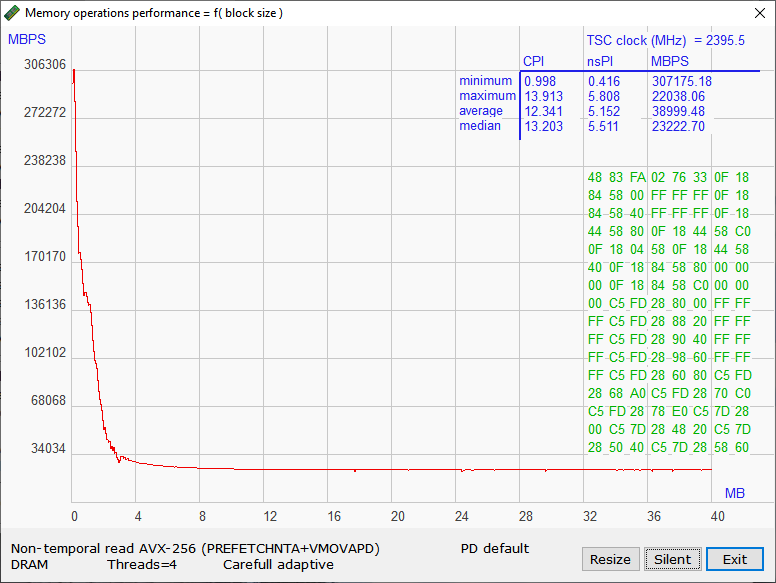 Memory operations performance = f( block size )
MBPS
TSC clock (MHz) = 2395.5
CPI nsPI MBPS
minimum 0.998 0.416 307175.18
maximum 13.913 5.808 22038.06
average 12.341 5.152 38999.48
median 13.203 5.511 23222.70
306306
272272
238238
204204
170170
136136
102102
68068
34034
48 83 FA 02 76 33 0F 18
84 58 00 FF FF FF 0F 18
84 58 40 FF FF FF 0F 18
44 58 80 0F 18 44 58 C0
0F 18 04 58 0F 18 44 58
40 0F 18 84 58 80 00 00
00 0F 18 84 58 C0 00 00
00 C5 FD 28 80 00 FF FF
FF C5 FD 28 88 20 FF FF
FF C5 FD 28 90 40 FF FF
FF C5 FD 28 98 60 FF FF
FF C5 FD 28 60 80 C5 FD
28 68 A0 C5 FD 28 70 C0
C5 FD 28 78 E0 C5 7D 28
00 C5 7D 28 48 20 C5 7D
28 50 40 C5 7D 28 58 60
MB
0 4 8 12 16 20 24 28 32 36 40
Non-temporal read AVX-256 (PREFETCHNTA+VMOVAPD) PD default
DRAM Threads=4 Carefull adaptive
Resize Silent Exit